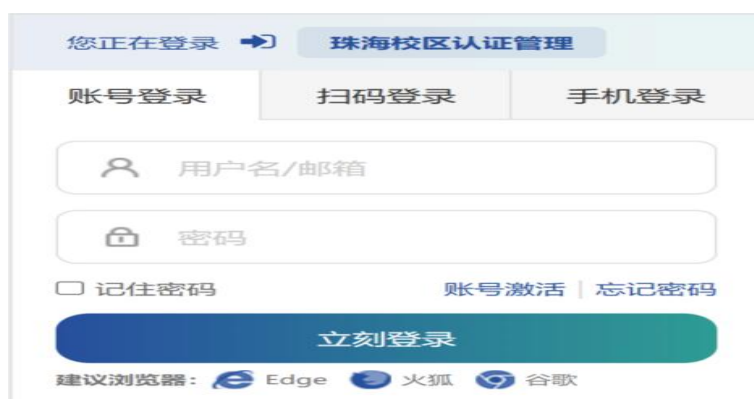 您正在登录 珠海校区认证管理
账号登录 扫码登录 手机登录
用户名/邮箱
密码
记住密码 账号激活 忘记密码
立刻登录
建议浏览器: Edge 火狐 谷歌